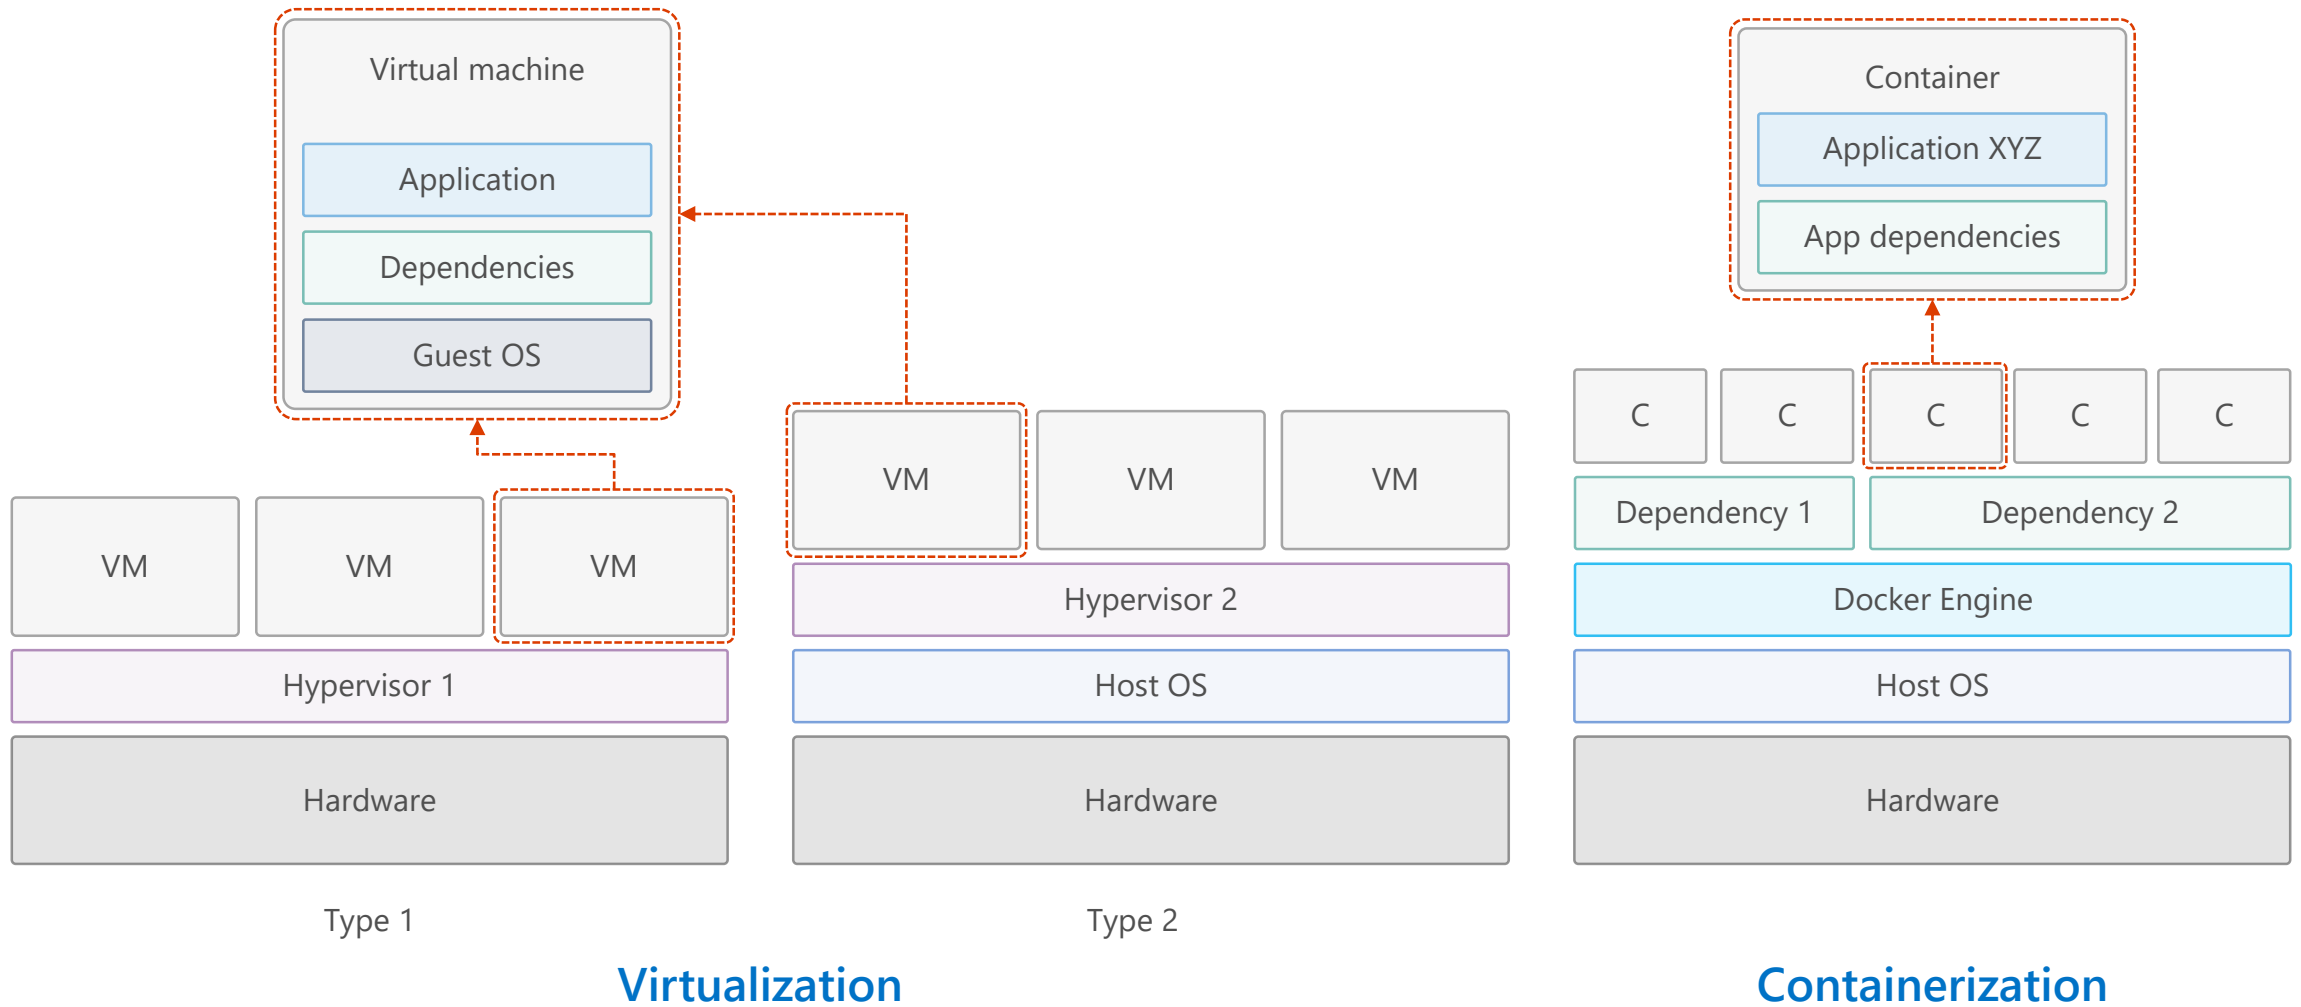 Virtual machine
Application
Dependencies
Guest OS
VM
VM
VM
Hypervisor 1
Hardware
Type 1
VM
VM
VM
Hypervisor 2
Host OS
Hardware
Type 2
Virtualization
Container
Application XYZ
App dependencies
C
C
C
C
C
Dependency 1
Dependency 2
Docker Engine
Host OS
Hardware
Containerization